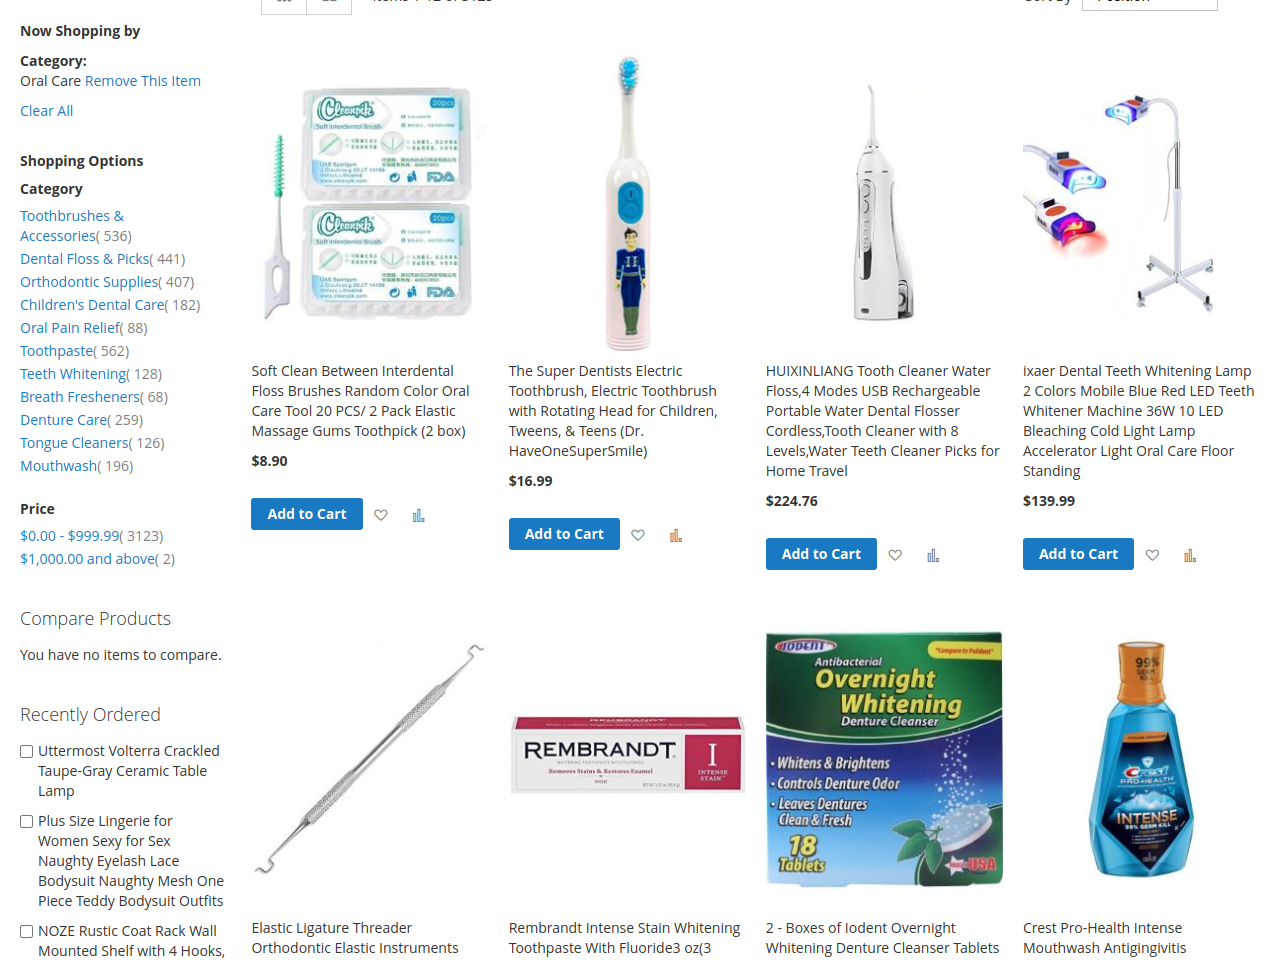 Now Shopping by
Category:
Oral Care Remove This Item
Clear All
Shopping Options
Category
Toothbrushes &
Accessories( 536)
Dental Floss & Picks( 441)
Orthodontic Supplies( 407)
Children's Dental Care( 182)
Oral Pain Relief( 88)
Toothpaste( 562)
Teeth Whitening( 128)
Breath Fresheners( 68)
Denture Care( 259)
Tongue Cleaners( 126)
Mouthwash( 196)
Price
$0.00 - $999.99( 3123)
$1,000.00 and above( 2)
Compare Products
You have no items to compare.
Recently Ordered
Uttermost Volterra Crackled
Taupe-Gray Ceramic Table
Lamp
Plus Size Lingerie for
Women Sexy for Sex
Naughty Eyelash Lace
Bodysuit Naughty Mesh One
Piece Teddy Bodysuit Outfits
NOZE Rustic Coat Rack Wall
Mounted Shelf with 4 Hooks,
Cleanpik
20pcs
Soft Interdental Brush
FDA
Cleanpik
20pcs
Soft Interdental Brush
FDA
Soft Clean Between Interdental
Floss Brushes Random Color Oral
Care Tool 20 PCS/ 2 Pack Elastic
Massage Gums Toothpick (2 box)
$8.90
Add to Cart
The Super Dentists Electric
Toothbrush, Electric Toothbrush
with Rotating Head for Children,
Tweens, & Teens (Dr.
HaveOneSuperSmile)
$16.99
Add to Cart
HUIXINLIANG Tooth Cleaner Water
Floss,4 Modes USB Rechargeable
Portable Water Dental Flosser
Cordless,Tooth Cleaner with 8
Levels,Water Teeth Cleaner Picks for
Home Travel
$224.76
Add to Cart
ixaer Dental Teeth Whitening Lamp
2 Colors Mobile Blue Red LED Teeth
Whitener Machine 36W 10 LED
Bleaching Cold Light Lamp
Accelerator Light Oral Care Floor
Standing
$139.99
Add to Cart
Elastic Ligature Threader
Orthodontic Elastic Instruments
REMBRANDT
Removes Stains & Restores Enamel
I
INTENSE
STAIN
Rembrandt Intense Stain Whitening
Toothpaste With Fluoride3 oz(3
IODENT
"Compare to Polident"
Antibacterial
Overnight
Whitening
Denture Cleanser
• Whitens & Brightens
• Controls Denture Odor
• Leaves Dentures
Clean & Fresh
18
Tablets
USA
2 - Boxes of Iodent Overnight
Whitening Denture Cleanser Tablets
99%
GERM
KILL
Crest
PRO-HEALTH
INTENSE
99% GERM KILL
Crest Pro-Health Intense
Mouthwash Antigingivitis